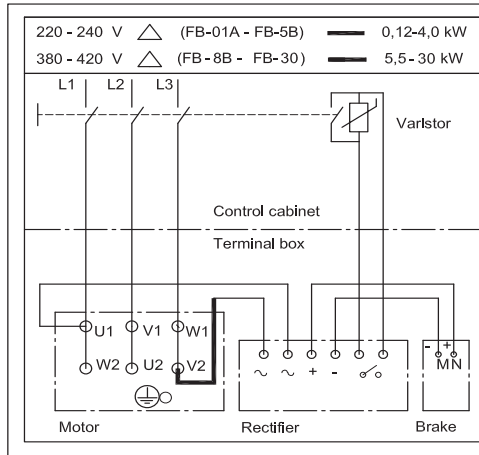 220 - 240 V (FB-01A - FB-5B) 0,12-4,0 kW
380 - 420 V (FB-8B - FB-30) 5,5-30 kW
L1 L2 L3
Varistor
Control cabinet
Terminal box
U1 V1 W1
W2 U2 V2
~ ~ + -
- +
MN
Motor Rectifier Brake